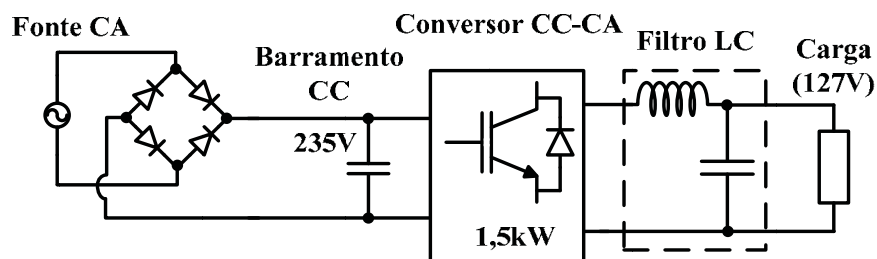 Fonte CA
Barramento
CC
235V
Conversor CC-CA
1,5kW
Filtro LC
Carga
(127V)